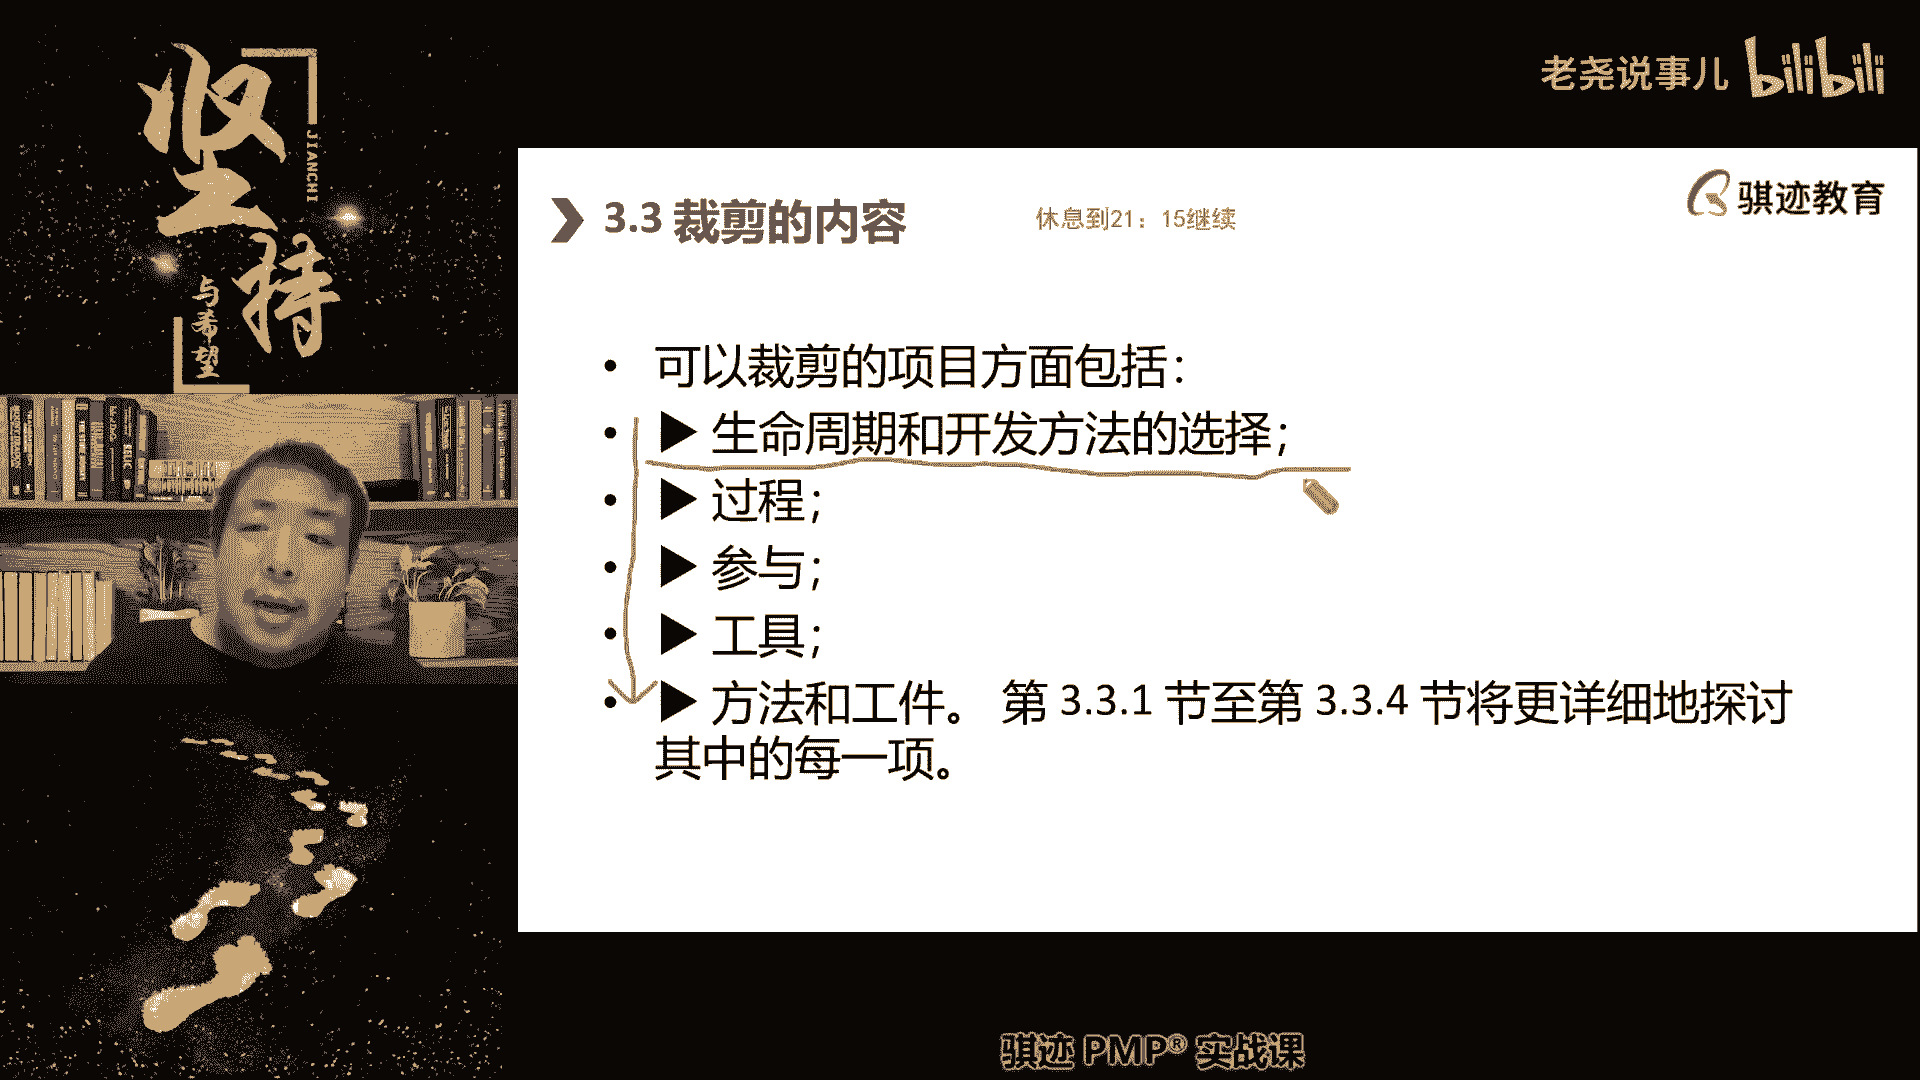 坚持
JIANCHI
与希望
老尧说事儿 bilibili
骐迹教育
3.3 裁剪的内容
休息到21：15继续
• 可以裁剪的项目方面包括：
• ▶ 生命周期和开发方法的选择；
• ▶ 过程；
• ▶ 参与；
• ▶ 工具；
• ▶ 方法和工件。 第 3.3.1 节至第 3.3.4 节将更详细地探讨
其中的每一项。
骐迹 PMP® 实战课